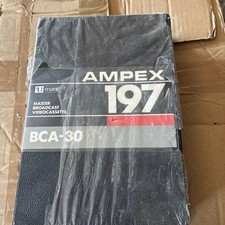 AMPEX
197
MASTER
BROADCAST
VIDEOCASSETTE
BCA-30